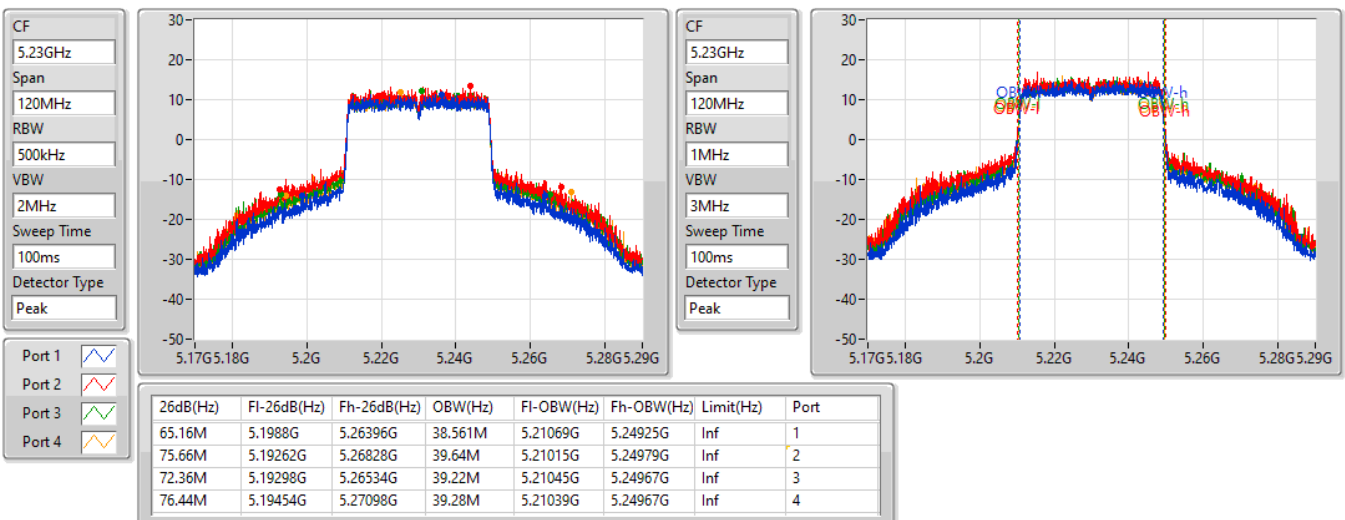 CF
5.23GHz
Span
120MHz
RBW
500kHz
VBW
2MHz
Sweep Time
100ms
Detector Type
Peak
30
20
10
0
-10
-20
-30
-40
-50
5.17G 5.18G 5.2G 5.22G 5.24G 5.26G 5.28G 5.29G
CF
5.23GHz
Span
120MHz
RBW
1MHz
VBW
3MHz
Sweep Time
100ms
Detector Type
Peak
30
20
10
0
-10
-20
-30
-40
-50
OBW-l
OBW-h
5.17G 5.18G 5.2G 5.22G 5.24G 5.26G 5.28G 5.29G
Port 1
Port 2
Port 3
Port 4
26dB(Hz) Fl-26dB(Hz) Fh-26dB(Hz) OBW(Hz) Fl-OBW(Hz) Fh-OBW(Hz) Limit(Hz) Port
65.16M 5.1988G 5.26396G 38.561M 5.21069G 5.24925G Inf 1
75.66M 5.19262G 5.26828G 39.64M 5.21015G 5.24979G Inf 2
72.36M 5.19298G 5.26534G 39.22M 5.21045G 5.24967G Inf 3
76.44M 5.19454G 5.27098G 39.28M 5.21039G 5.24967G Inf 4